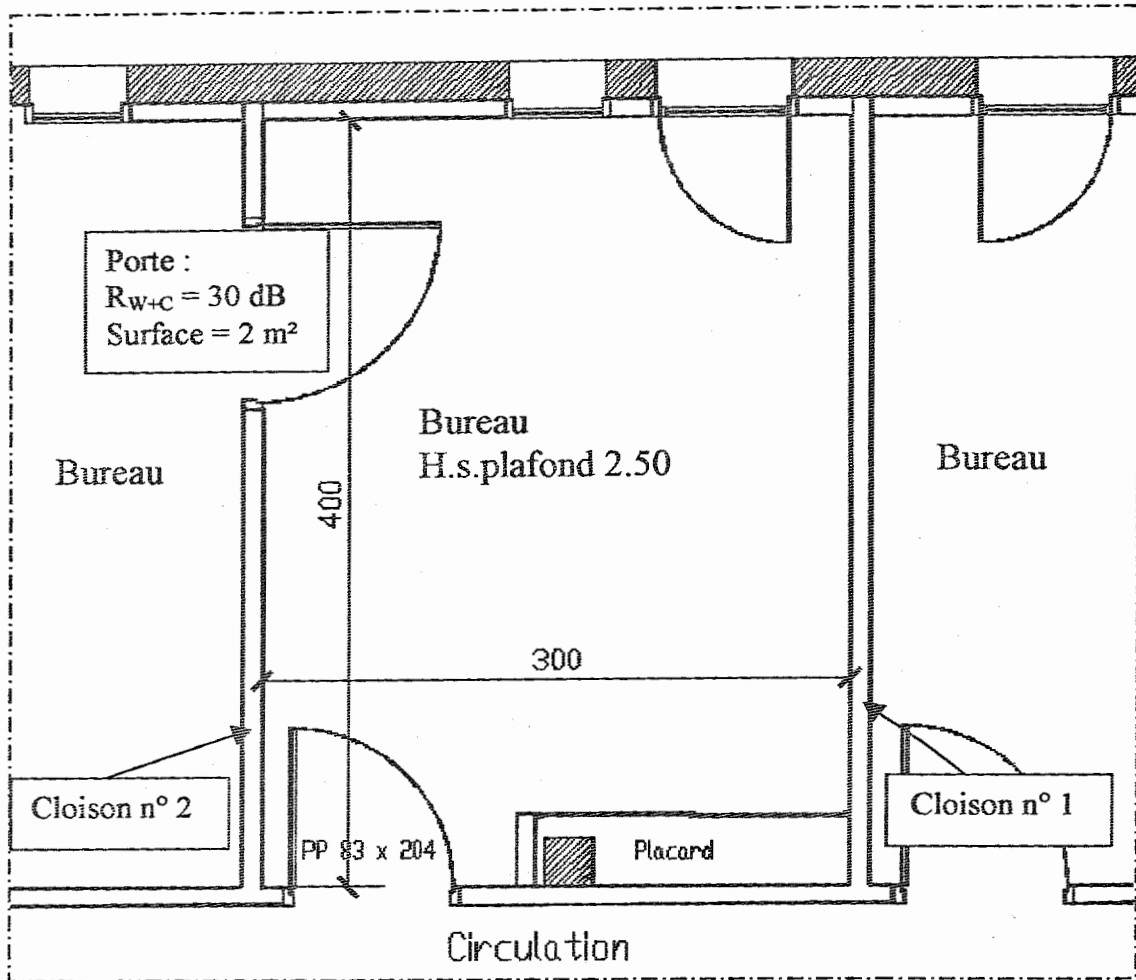 Porte :
RW+C = 30 dB
Surface = 2 m²
Bureau
Bureau
H.s.plafond 2.50
Bureau
400
300
Cloison n° 2
Cloison n° 1
PP 83 x 204
Placard
Circulation